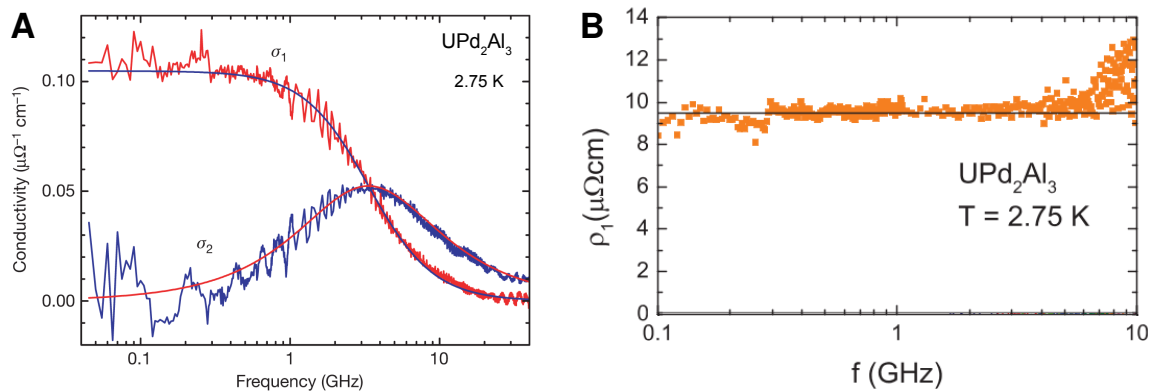 A
UPd₂Al₃
2.75 K
σ₁
σ₂
0.10
0.05
0.00
Conductivity (μΩ⁻¹ cm⁻¹)
0.1
1
10
Frequency (GHz)
B
14
12
10
8
6
4
2
0
ρ₁(μΩcm)
UPd₂Al₃
T = 2.75 K
0.1
1
10
f (GHz)